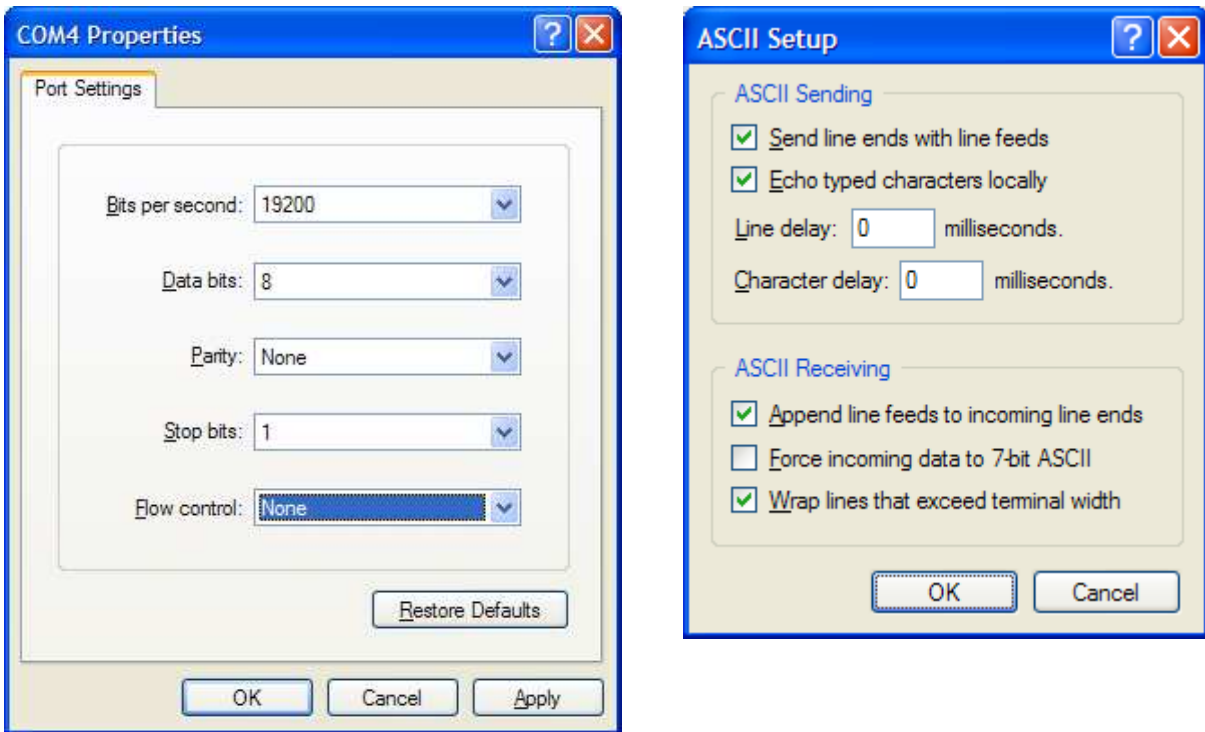 COM4 Properties
Port Settings
Bits per second: 19200
Data bits: 8
Parity: None
Stop bits: 1
Flow control: None
Restore Defaults
OK Cancel Apply
ASCII Setup
ASCII Sending
Send line ends with line feeds
Echo typed characters locally
Line delay: 0 milliseconds.
Character delay: 0 milliseconds.
ASCII Receiving
Append line feeds to incoming line ends
Force incoming data to 7-bit ASCII
Wrap lines that exceed terminal width
OK Cancel